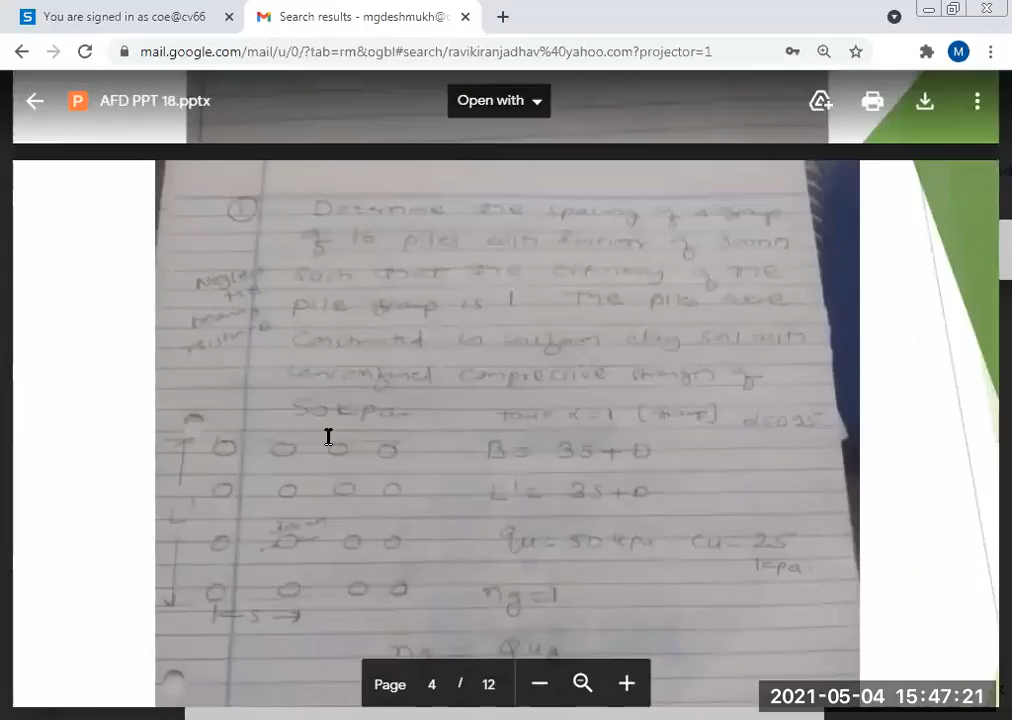 You are signed in as coe@cv66
Search results - mgdeshmukh@c
mail.google.com/mail/u/0/?tab=rm&ogbl#search/ravikiranjadhav%40yahoo.com?projector=1
M
P AFD PPT 18.pptx
Open with
① Determine the spacing of a group
of 16 piles with
such that the efficiency of the
Neglect
pile group is 1. The pile are
Constructed in uniform clay soil with
unconfined compressive strength of
50 kpa. α=1
B = 3S+D
L' = 3S+D
L'
qu = 50 kpa Cu = 25
kpa.
ng=1
S
Page 4 / 12
2021-05-04 15:47:21